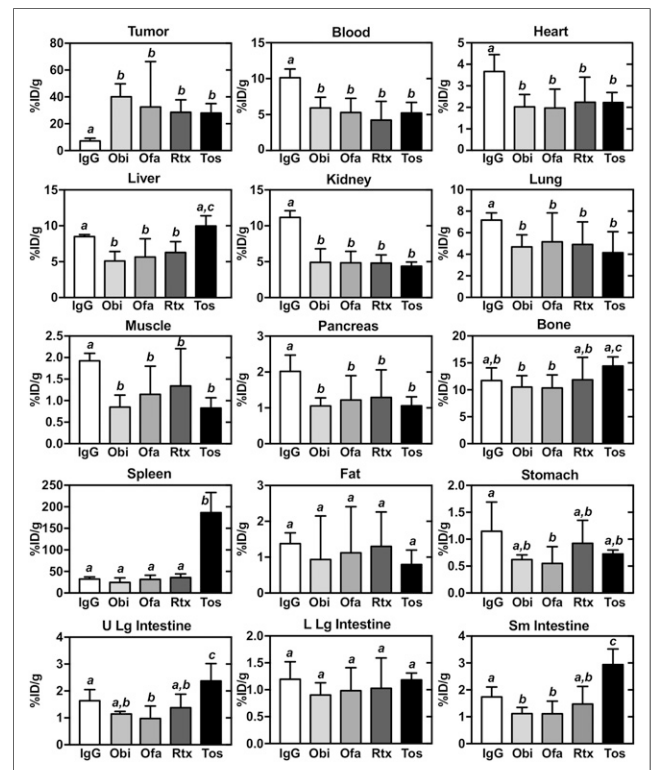 Tumor Blood Heart
%ID/g 80 60 40 20 0 a b b b b
%ID/g 15 10 5 0 a b b b b
%ID/g 4 3 2 1 0 a b b b b
IgG Obi Ofa Rtx Tos IgG Obi Ofa Rtx Tos IgG Obi Ofa Rtx Tos
Liver Kidney Lung
%ID/g 15 10 5 0 a b b b a,c
%ID/g 15 10 5 0 a b b b b
%ID/g 8 6 4 2 0 a b b b b
IgG Obi Ofa Rtx Tos IgG Obi Ofa Rtx Tos IgG Obi Ofa Rtx Tos
Muscle Pancreas Bone
%ID/g 2.5 2.0 1.5 1.0 0.5 0.0 a b b b b
%ID/g 3 2 1 0 a b b b b
%ID/g 20 15 10 5 0 a,b b b a,b a,c
IgG Obi Ofa Rtx Tos IgG Obi Ofa Rtx Tos IgG Obi Ofa Rtx Tos
Spleen Fat Stomach
%ID/g 250 200 150 100 50 0 a a a a b
%ID/g 4 3 2 1 0 a a a a a
%ID/g 2.0 1.5 1.0 0.5 0.0 a a,b b a,b a,b
IgG Obi Ofa Rtx Tos IgG Obi Ofa Rtx Tos IgG Obi Ofa Rtx Tos
U Lg Intestine L Lg Intestine Sm Intestine
%ID/g 4 3 2 1 0 a a,b b a,b c
%ID/g 2.0 1.5 1.0 0.5 0.0 a a a a a
%ID/g 4 3 2 1 0 a b b a,b c
IgG Obi Ofa Rtx Tos IgG Obi Ofa Rtx Tos IgG Obi Ofa Rtx Tos